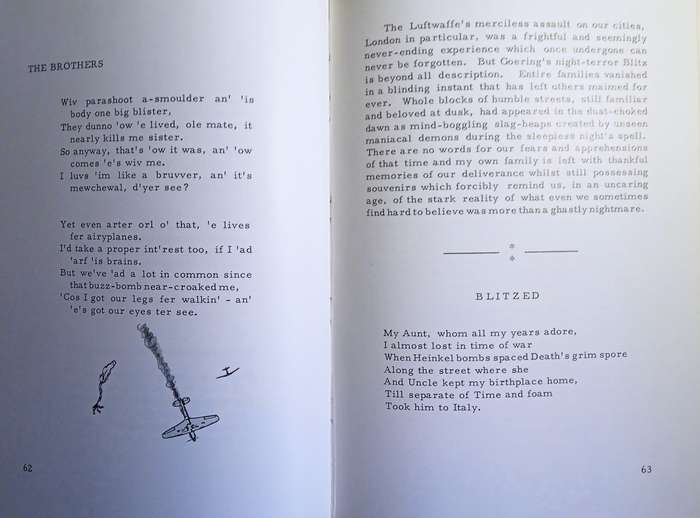 THE BROTHERS
Wiv parashoot a-smoulder an' 'is
body one big blister,
They dunno 'ow 'e lived, ole mate, it
nearly kills me sister.
So anyway, that's 'ow it was, an' 'ow
comes 'e's wiv me.
I luvs 'im like a bruvver, an' it's
mewchewal, d'yer see?
Yet even arter orl o' that, 'e lives
fer airyplanes.
I'd take a proper int'rest too, if I 'ad
'arf 'is brains.
But we've 'ad a lot in common since
that buzz-bomb near-croaked me,
'Cos I got our legs fer walkin' - an'
'e's got our eyes ter see.
62
The Luftwaffe's merciless assault on our cities,
London in particular, was a frightful and seemingly
never-ending experience which once undergone can
never be forgotten. But Goering's night-terror Blitz
is beyond all description. Entire families vanished
in a blinding instant that has left others maimed for
ever. Whole blocks of humble streets, still familiar
and beloved at dusk, had appeared in the dust-choked
dawn as mind-boggling slag-heaps created by unseen
maniacal demons during the sleepless night's spell.
There are no words for our fears and apprehensions
of that time and my own family is left with thankful
memories of our deliverance whilst still possessing
souvenirs which forcibly remind us, in an uncaring
age, of the stark reality of what even we sometimes
find hard to believe was more than a ghastly nightmare.
BLITZED
My Aunt, whom all my years adore,
I almost lost in time of war
When Heinkel bombs spaced Death's grim spore
Along the street where she
And Uncle kept my birthplace home,
Till separate of Time and foam
Took him to Italy.
63